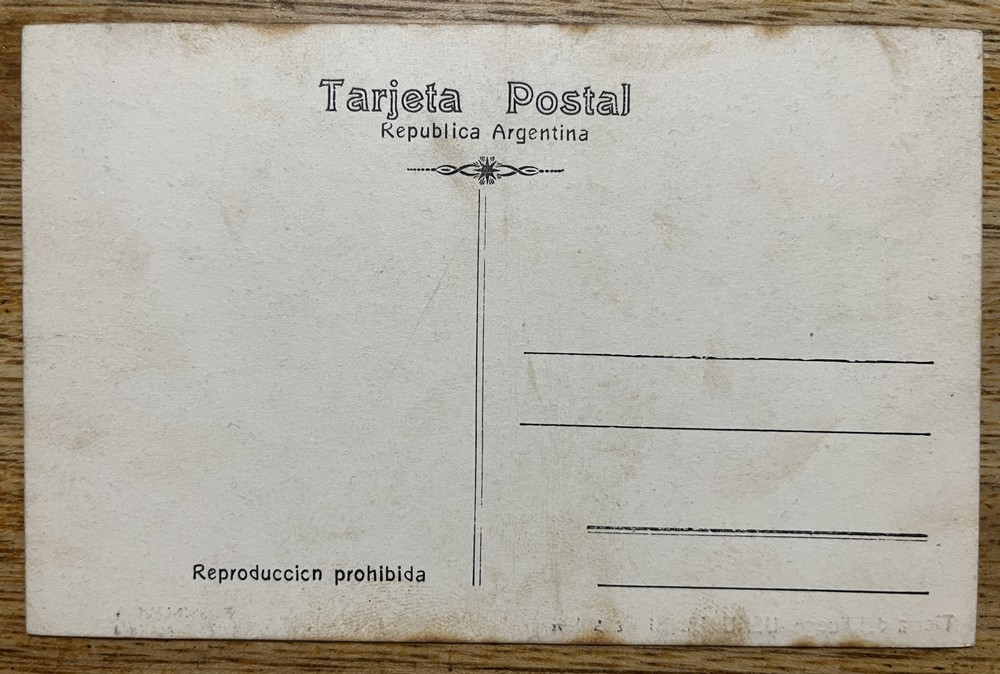 Tarjeta Postal
Republica Argentina
Reproduccicn prohibida